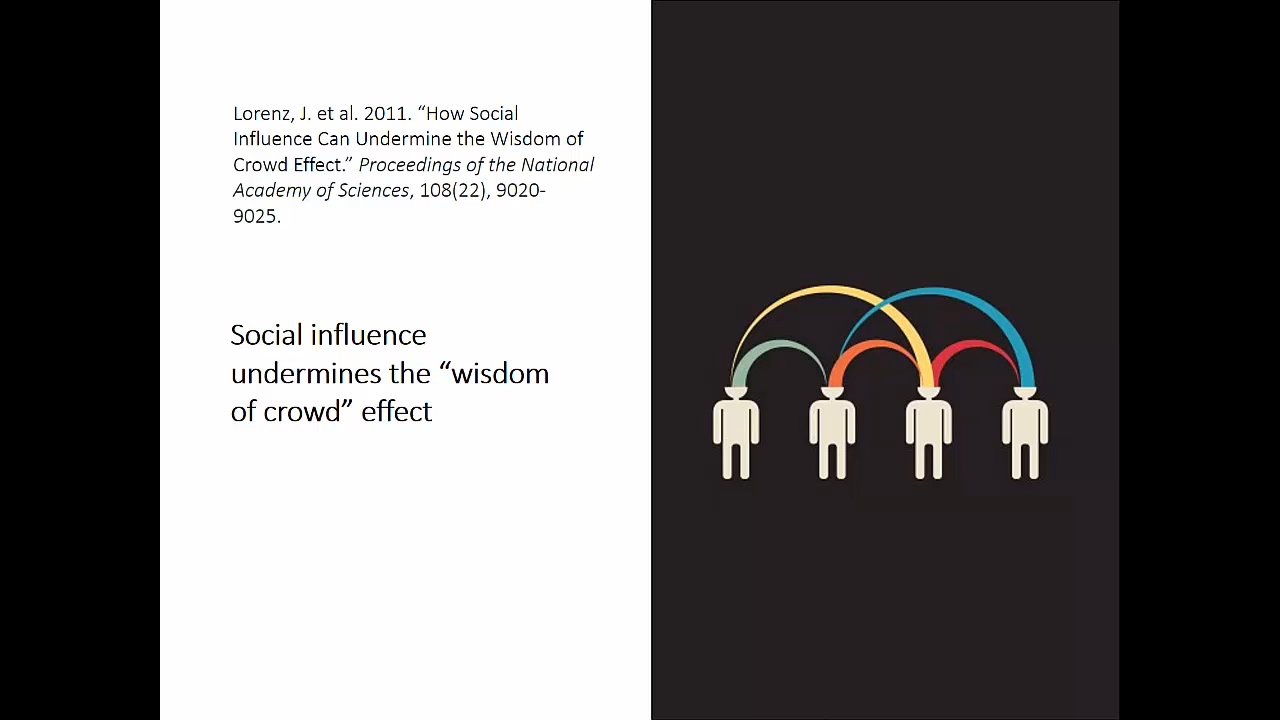 Lorenz, J. et al. 2011. “How Social
Influence Can Undermine the Wisdom of
Crowd Effect.” Proceedings of the National
Academy of Sciences, 108(22), 9020-
9025.
Social influence
undermines the “wisdom
of crowd” effect